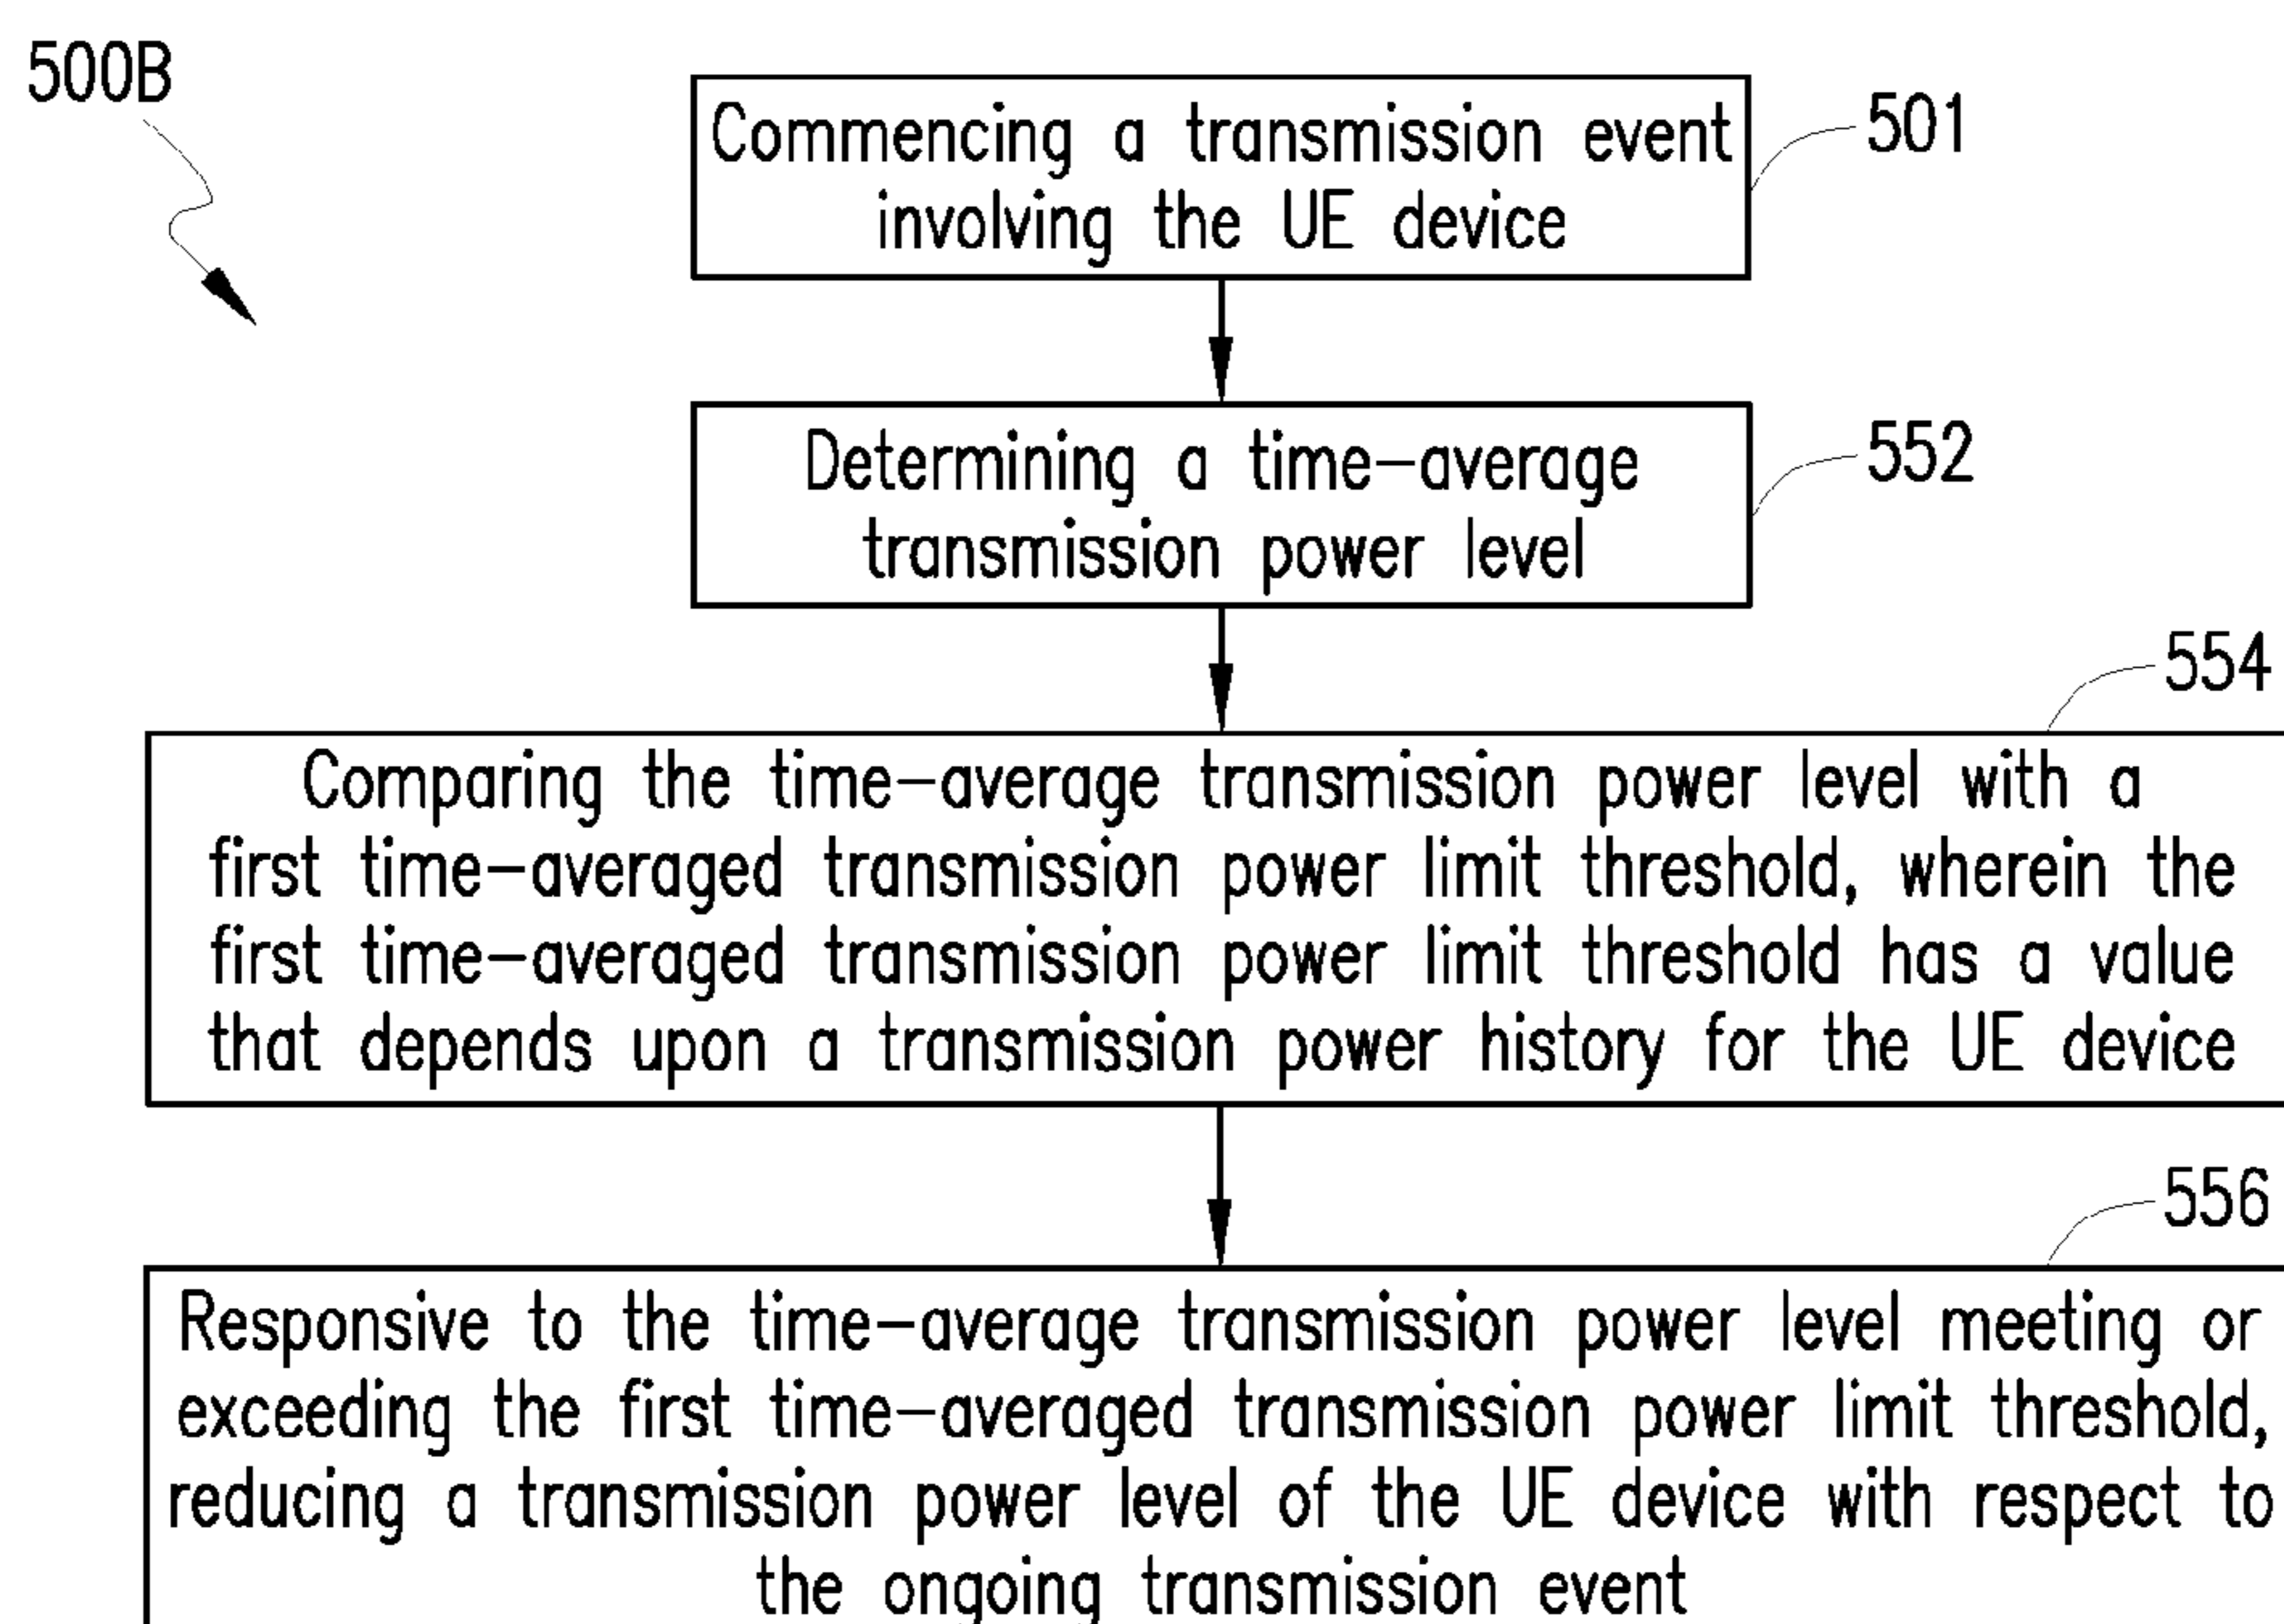 500B
Commencing a transmission event
involving the UE device
501
Determining a time-average
transmission power level
552
554
Comparing the time-average transmission power level with a
first time-averaged transmission power limit threshold, wherein the
first time-averaged transmission power limit threshold has a value
that depends upon a transmission power history for the UE device
556
Responsive to the time-average transmission power level meeting or
exceeding the first time-averaged transmission power limit threshold,
reducing a transmission power level of the UE device with respect to
the ongoing transmission event